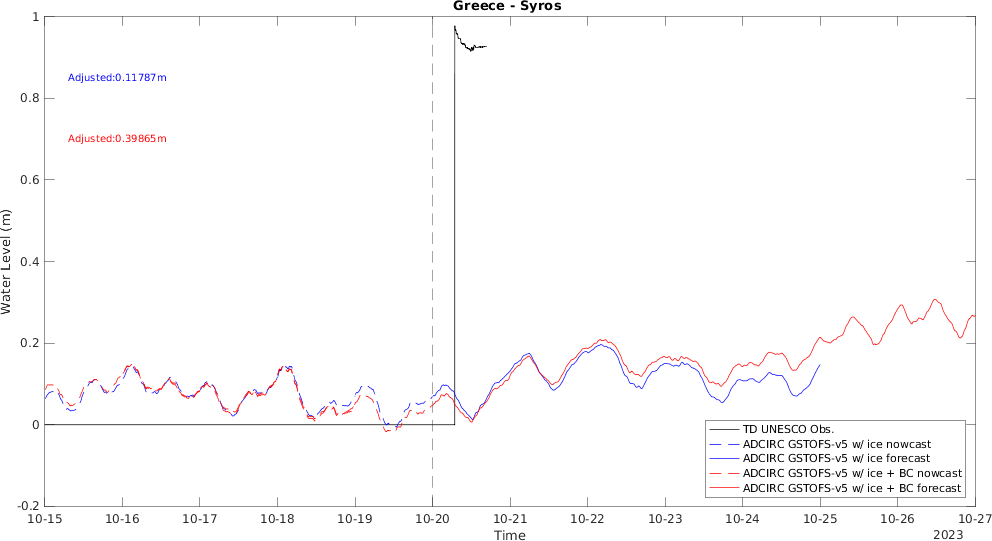 Greece - Syros
1
0.8
0.6
0.4
0.2
0
-0.2
Water Level (m)
Adjusted:0.11787m
Adjusted:0.39865m
TD UNESCO Obs.
ADCIRC GSTOFS-v5 w/ ice nowcast
ADCIRC GSTOFS-v5 w/ ice forecast
ADCIRC GSTOFS-v5 w/ ice + BC nowcast
ADCIRC GSTOFS-v5 w/ ice + BC forecast
10-15 10-16 10-17 10-18 10-19 10-20 10-21 10-22 10-23 10-24 10-25 10-26 10-27
Time
2023